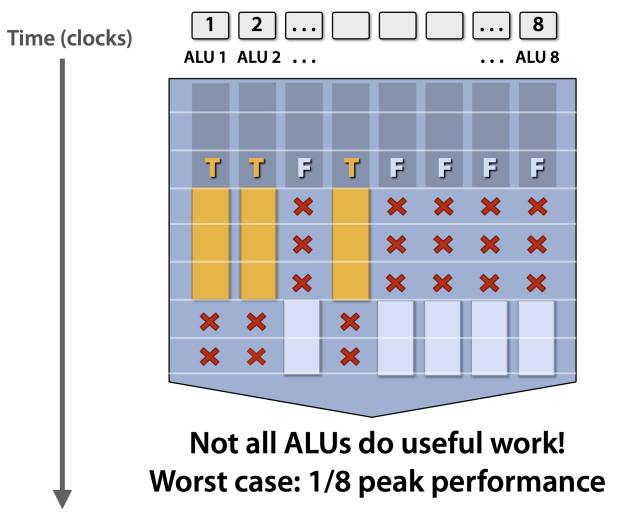 1 2 ... ... 8
Time (clocks)
ALU 1 ALU 2 ... ... ALU 8
T T F T F F F F
Not all ALUs do useful work!
Worst case: 1/8 peak performance